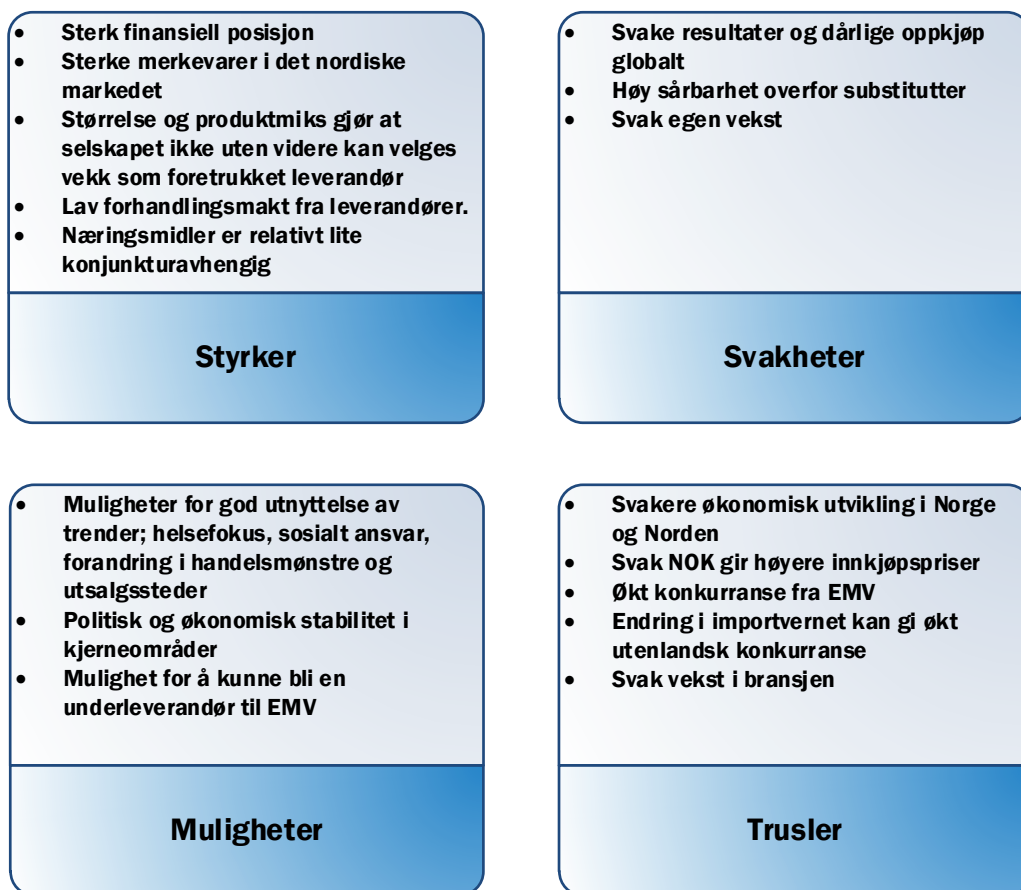 • Sterk finansiell posisjon
• Sterke merkevarer i det nordiske
markedet
• Størrelse og produktmiks gjør at
selskapet ikke uten videre kan velges
vekk som foretrukket leverandør
• Lav forhandlingsmakt fra leverandører.
• Næringsmidler er relativt lite
konjunkturavhengig
Styrker
• Svake resultater og dårlige oppkjøp
globalt
• Høy sårbarhet overfor substitutter
• Svak egen vekst
Svakheter
• Muligheter for god utnyttelse av
trender; helsefokus, sosialt ansvar,
forandring i handelsmønstre og
utsalgssteder
• Politisk og økonomisk stabilitet i
kjerneområder
• Mulighet for å kunne bli en
underleverandør til EMV
Muligheter
• Svakere økonomisk utvikling i Norge
og Norden
• Svak NOK gir høyere innkjøpspriser
• Økt konkurranse fra EMV
• Endring i importvernet kan gi økt
utenlandsk konkurranse
• Svak vekst i bransjen
Trusler